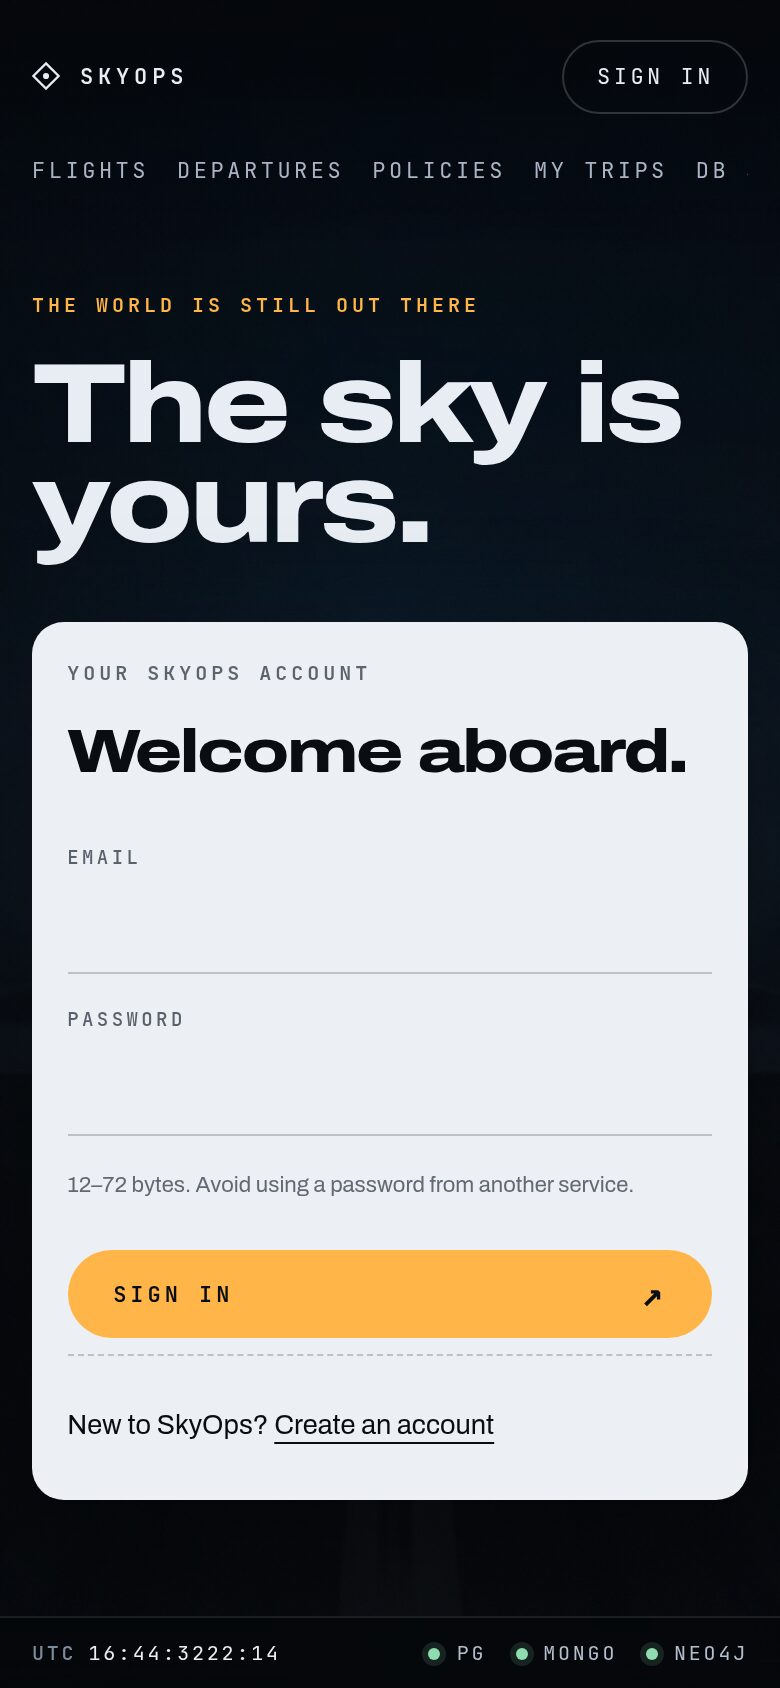 SKYOPS
SIGN IN
FLIGHTS DEPARTURES POLICIES MY TRIPS DB
THE WORLD IS STILL OUT THERE
The sky is
yours.
YOUR SKYOPS ACCOUNT
Welcome aboard.
EMAIL
PASSWORD
12–72 bytes. Avoid using a password from another service.
SIGN IN ↗
New to SkyOps? Create an account
UTC 16:44:3222:14 PG MONGO NEO4J